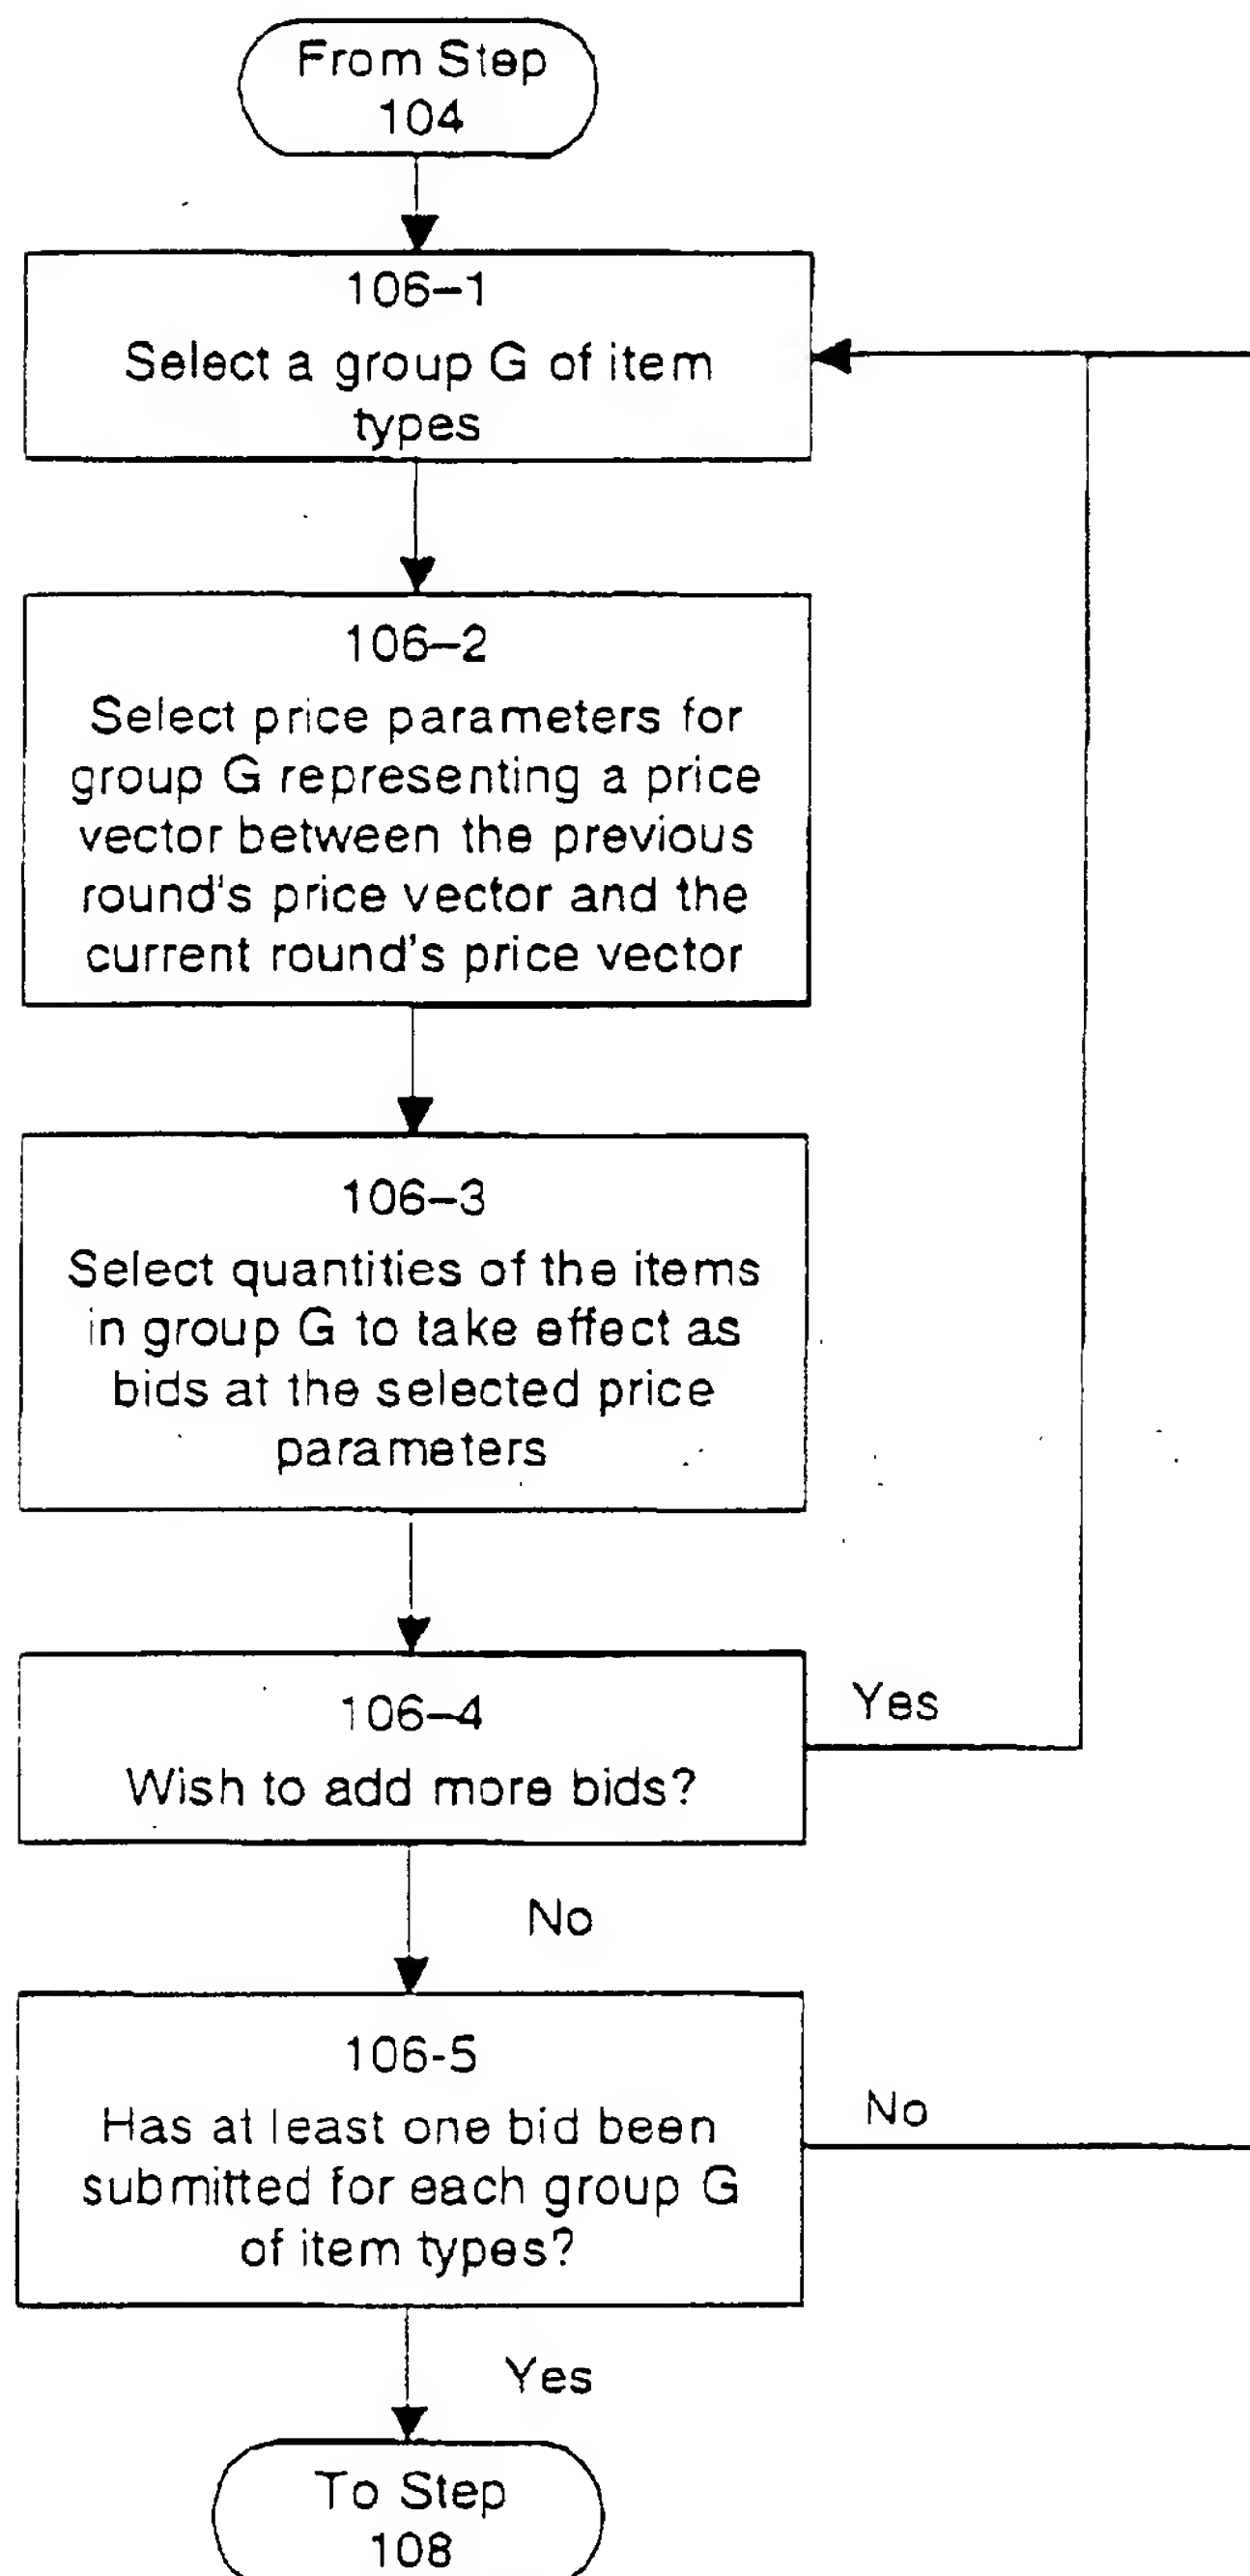 From Step
104
106–1
Select a group G of item
types
106–2
Select price parameters for
group G representing a price
vector between the previous
round's price vector and the
current round's price vector
106–3
Select quantities of the items
in group G to take effect as
bids at the selected price
parameters
106–4
Wish to add more bids?
Yes
No
106-5
Has at least one bid been
submitted for each group G
of item types?
No
Yes
To Step
108